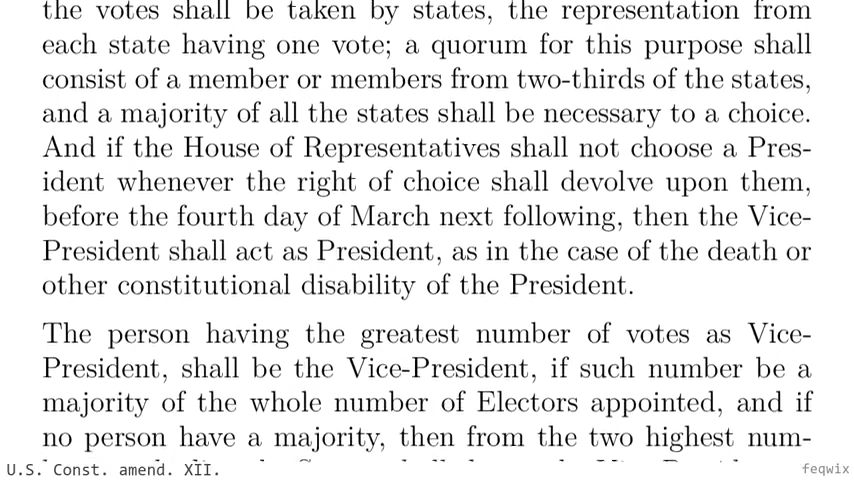 the votes shall be taken by states, the representation from
each state having one vote; a quorum for this purpose shall
consist of a member or members from two-thirds of the states,
and a majority of all the states shall be necessary to a choice.
And if the House of Representatives shall not choose a Pres-
ident whenever the right of choice shall devolve upon them,
before the fourth day of March next following, then the Vice-
President shall act as President, as in the case of the death or
other constitutional disability of the President.
The person having the greatest number of votes as Vice-
President, shall be the Vice-President, if such number be a
majority of the whole number of Electors appointed, and if
no person have a majority, then from the two highest num-
U.S. Const. amend. XII.
feqwix